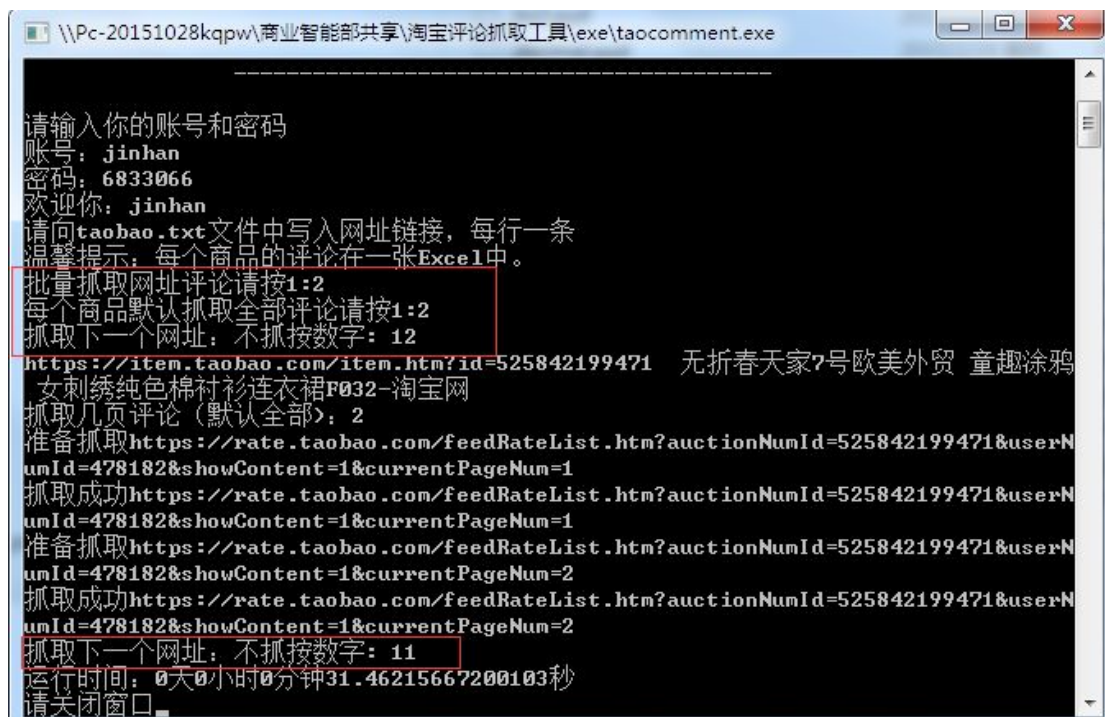 \\Pc-20151028kqpw\商业智能部共享\淘宝评论抓取工具\exe\taocomment.exe
----------------------------------------
请输入你的账号和密码
账号：jinhan
密码：6833066
欢迎你：jinhan
请向taobao.txt文件中写入网址链接，每行一条
温馨提示：每个商品的评论在一张Excel中。
批量抓取网址评论请按1:2
每个商品默认抓取全部评论请按1:2
抓取下一个网址：不抓按数字：12
https://item.taobao.com/item.htm?id=525842199471 无折春天家7号欧美外贸 童趣涂鸦
女刺绣纯色棉衬衫连衣裙F032-淘宝网
抓取几页评论（默认全部）：2
准备抓取https://rate.taobao.com/feedRateList.htm?auctionNumId=525842199471&userN
umId=478182&showContent=1&currentPageNum=1
抓取成功https://rate.taobao.com/feedRateList.htm?auctionNumId=525842199471&userN
umId=478182&showContent=1&currentPageNum=1
准备抓取https://rate.taobao.com/feedRateList.htm?auctionNumId=525842199471&userN
umId=478182&showContent=1&currentPageNum=2
抓取成功https://rate.taobao.com/feedRateList.htm?auctionNumId=525842199471&userN
umId=478182&showContent=1&currentPageNum=2
抓取下一个网址：不抓按数字：11
运行时间：0天0小时0分钟31.46215667200103秒
请关闭窗口